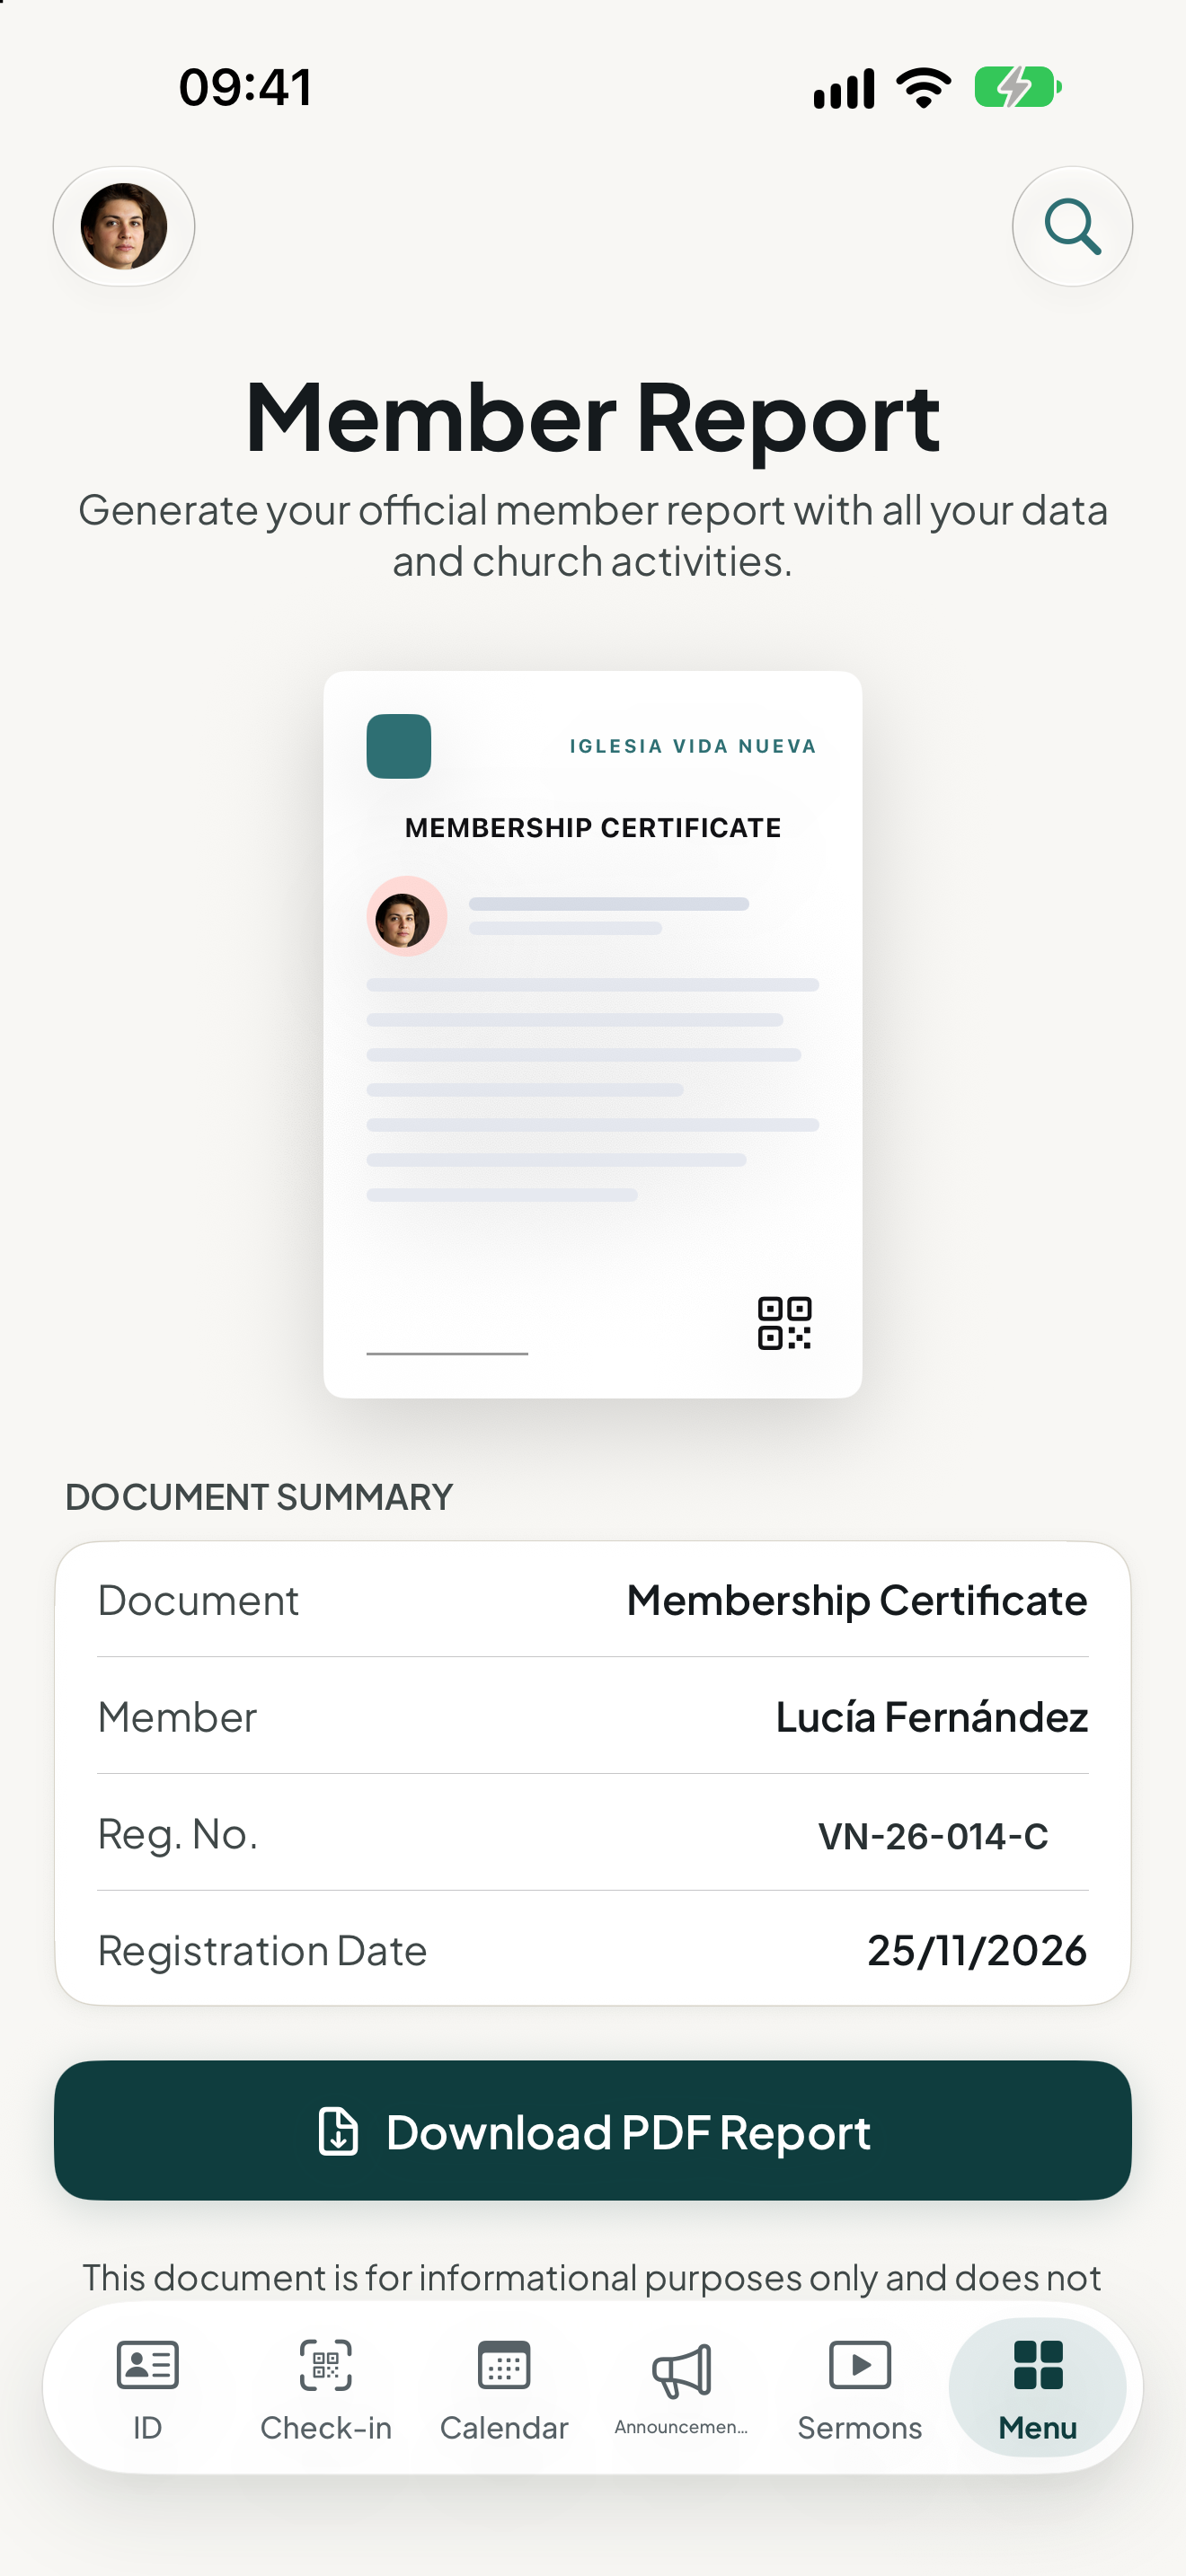 09:41
Member Report
Generate your official member report with all your data
and church activities.
IGLESIA VIDA NUEVA
MEMBERSHIP CERTIFICATE
DOCUMENT SUMMARY
Document Membership Certificate
Member Lucía Fernández
Reg. No. VN-26-014-C
Registration Date 25/11/2026
Download PDF Report
This document is for informational purposes only and does not
ID Check-in Calendar Announcemen... Sermons Menu